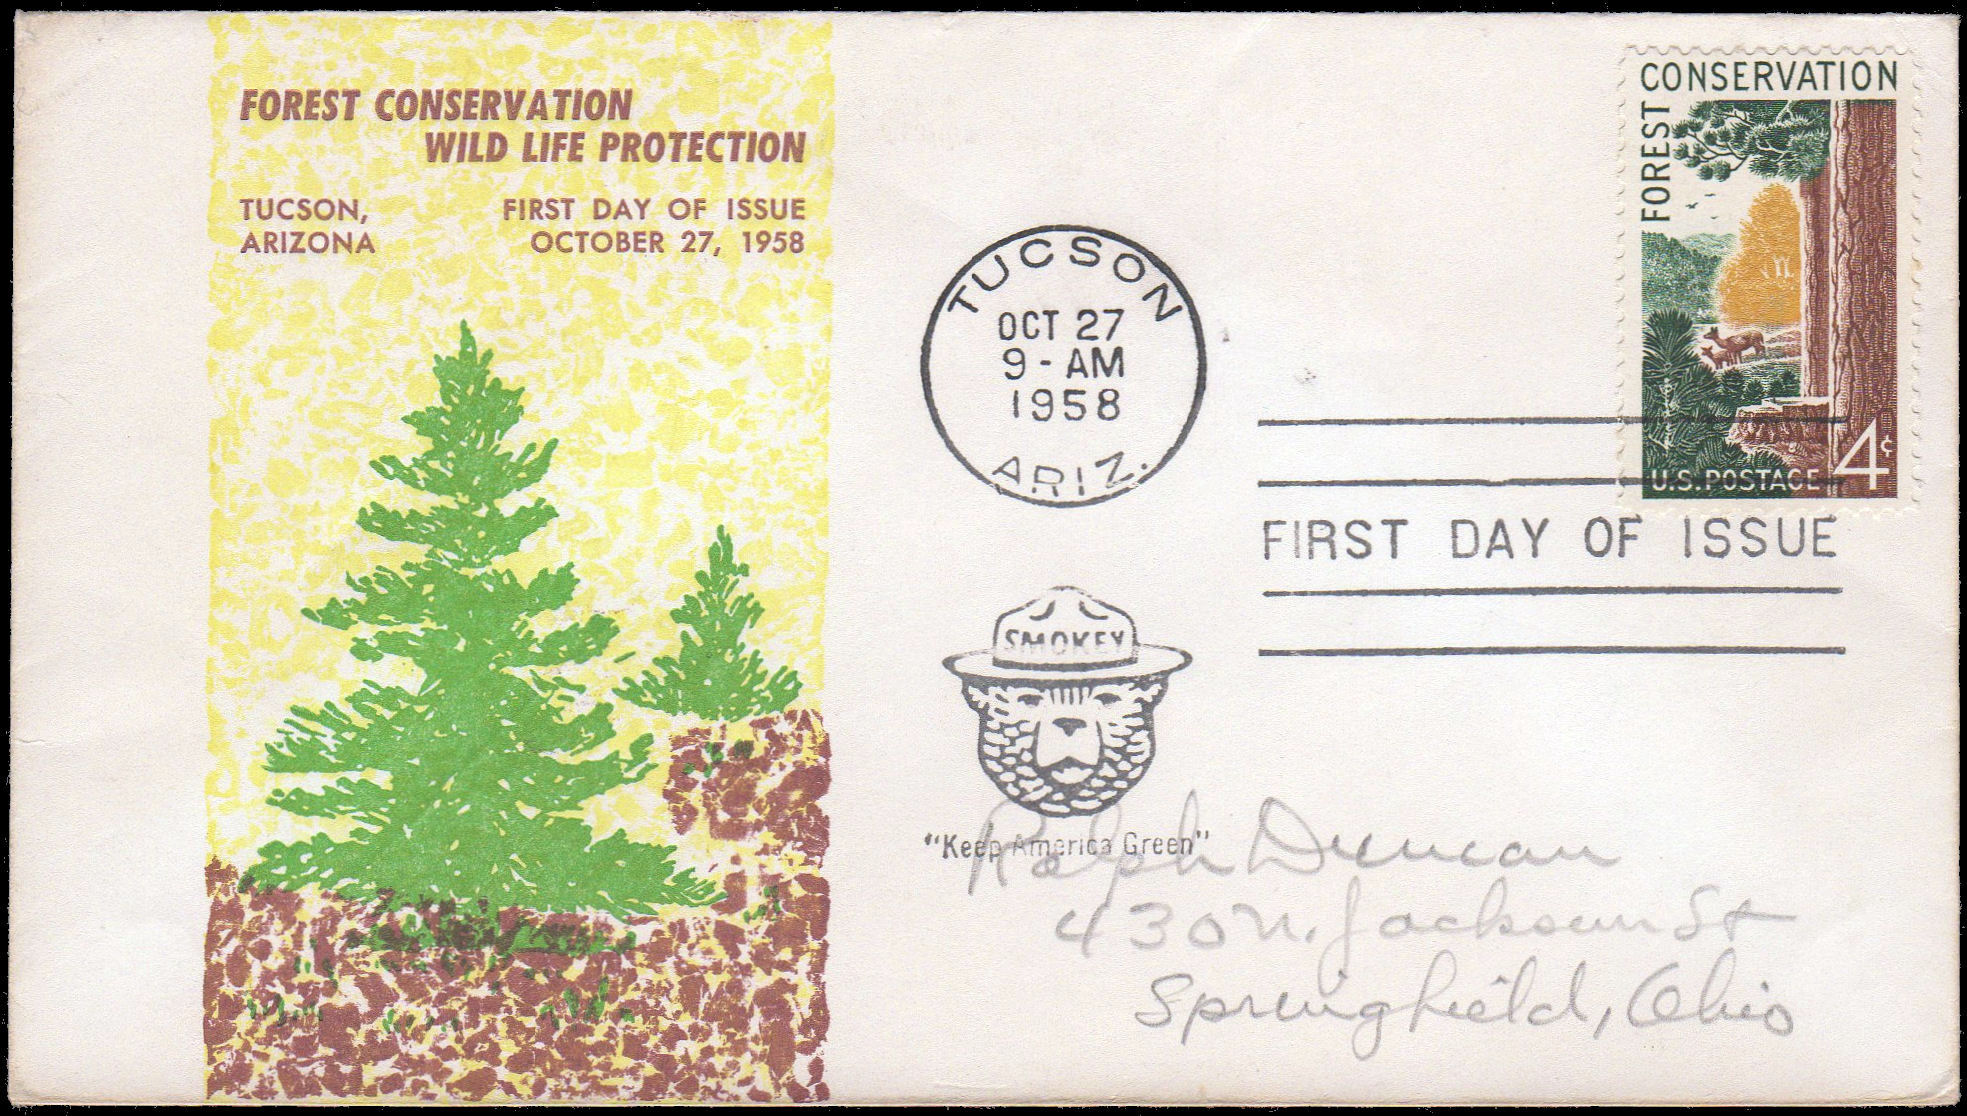 FOREST CONSERVATION
WILD LIFE PROTECTION
TUCSON, FIRST DAY OF ISSUE
ARIZONA OCTOBER 27, 1958
TUCSON
OCT 27
9 - AM
1958
ARIZ.
FOREST CONSERVATION
U.S. POSTAGE 4¢
FIRST DAY OF ISSUE
SMOKEY
"Keep America Green"
Ralph Duncan
430 N. Jackson St
Springfield, Ohio